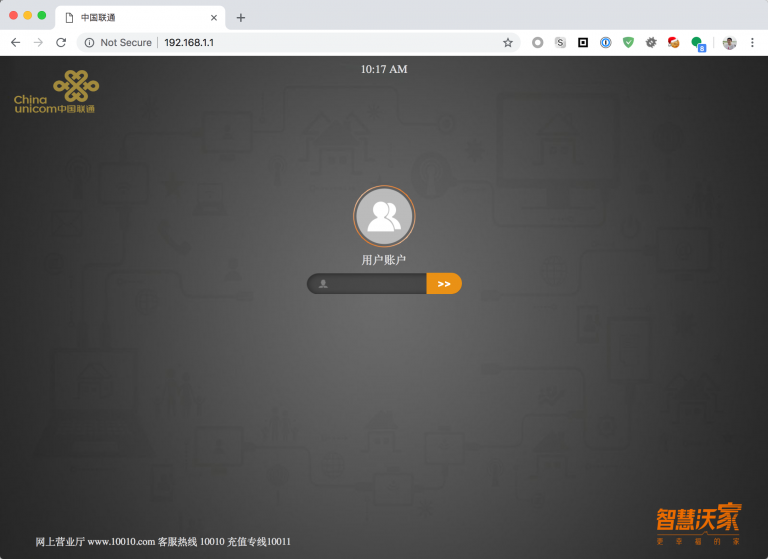 中国联通
Not Secure
192.168.1.1
S
8
10:17 AM
China
unicom中国联通
用户账户
>>
智慧沃家
更幸福的家
网上营业厅 www.10010.com 客服热线 10010 充值专线10011